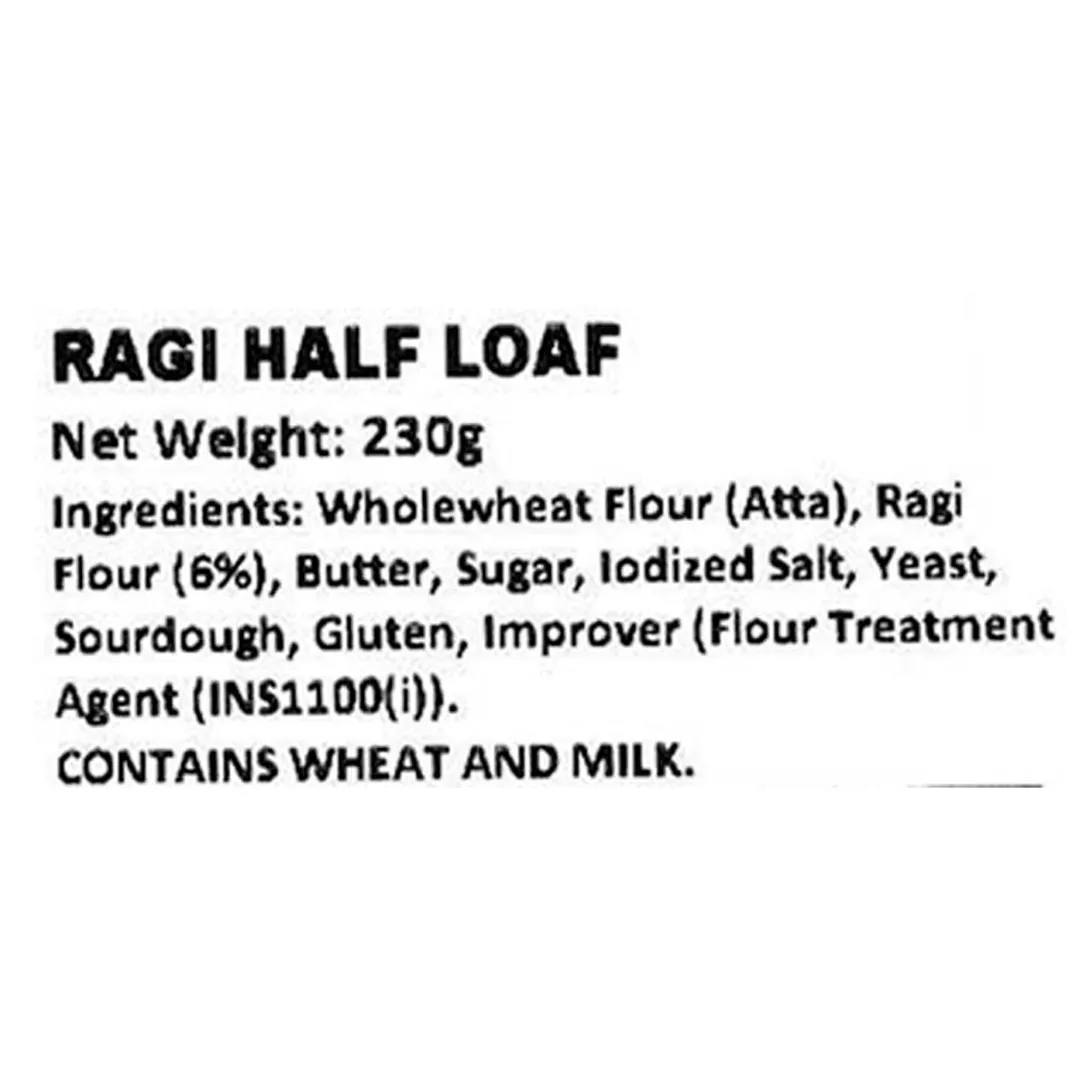 RAGI HALF LOAF
Net Weight: 230g
Ingredients: Wholewheat Flour (Atta), Ragi
Flour (6%), Butter, Sugar, Iodized Salt, Yeast,
Sourdough, Gluten, Improver (Flour Treatment
Agent (INS1100(i)).
CONTAINS WHEAT AND MILK.